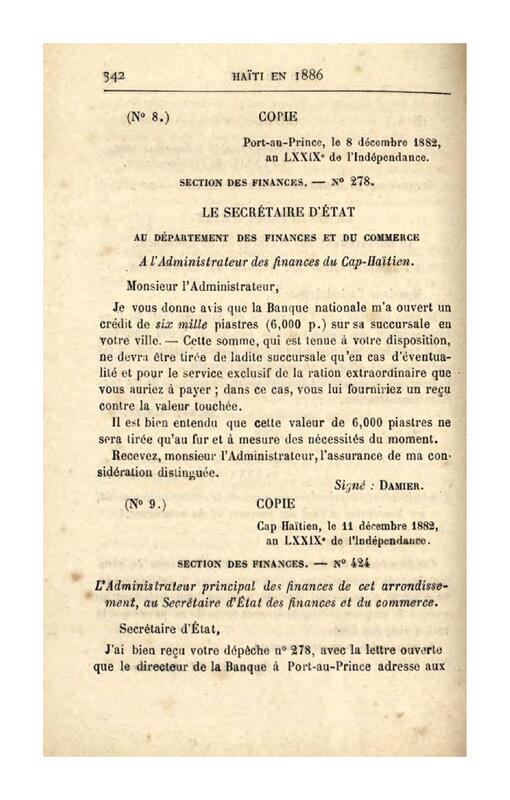 342 HAÏTI EN 1886
(No 8.) COPIE
Port-au-Prince, le 8 décembre 1882,
an LXXIXe de l'Indépendance.
SECTION DES FINANCES. — No 278.
LE SECRÉTAIRE D'ÉTAT
AU DÉPARTEMENT DES FINANCES ET DU COMMERCE
A l'Administrateur des finances du Cap-Haïtien.
Monsieur l'Administrateur,
Je vous donne avis que la Banque nationale m'a ouvert un
crédit de six mille piastres (6,000 p.) sur sa succursale en
votre ville. — Cette somme, qui est tenue à votre disposition,
ne devra être tirée de ladite succursale qu'en cas d'éventua-
lité et pour le service exclusif de la ration extraordinaire que
vous auriez à payer ; dans ce cas, vous lui fourniriez un reçu
contre la valeur touchée.
Il est bien entendu que cette valeur de 6,000 piastres ne
sera tirée qu'au fur et à mesure des nécessités du moment.
Recevez, monsieur l'Administrateur, l'assurance de ma con-
sidération distinguée.
Signé : DAMIER.
(No 9.) COPIE
Cap Haïtien, le 11 décembre 1882,
an LXXIXe de l'Indépendance.
SECTION DES FINANCES. — No 424
L'Administrateur principal des finances de cet arrondisse-
ment, au Secrétaire d'État des finances et du commerce.
Secrétaire d'État,
J'ai bien reçu votre dépêche no 278, avec la lettre ouverte
que le directeur de la Banque à Port-au-Prince adresse aux